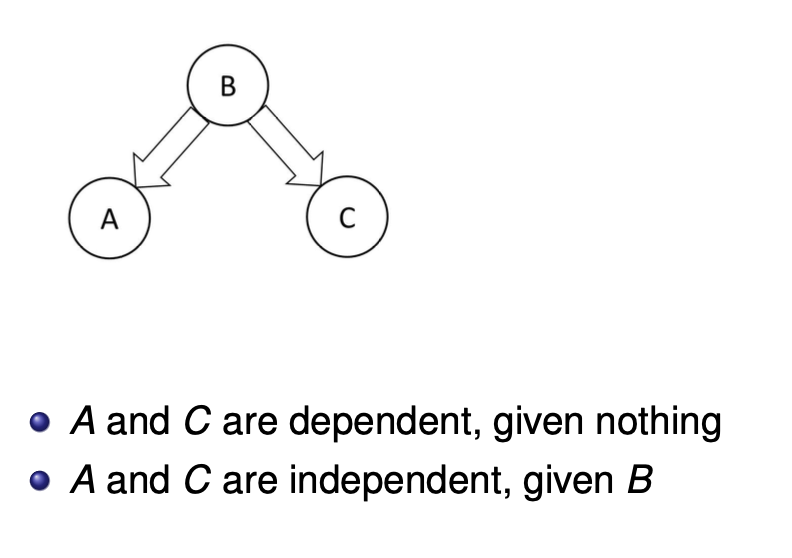 B
A
C
A and C are dependent, given nothing
A and C are independent, given B